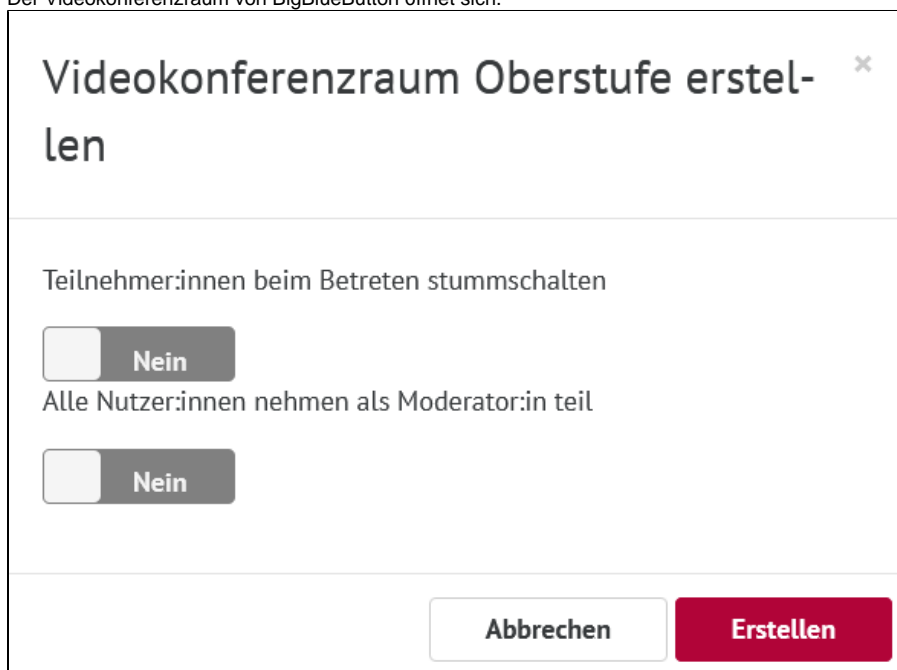 Der Videokonferenzraum von BigBlueButton öffnet sich.
Videokonferenzraum Oberstufe erstel-
len
×
Teilnehmer:innen beim Betreten stummschalten
Nein
Alle Nutzer:innen nehmen als Moderator:in teil
Nein
Abbrechen
Erstellen